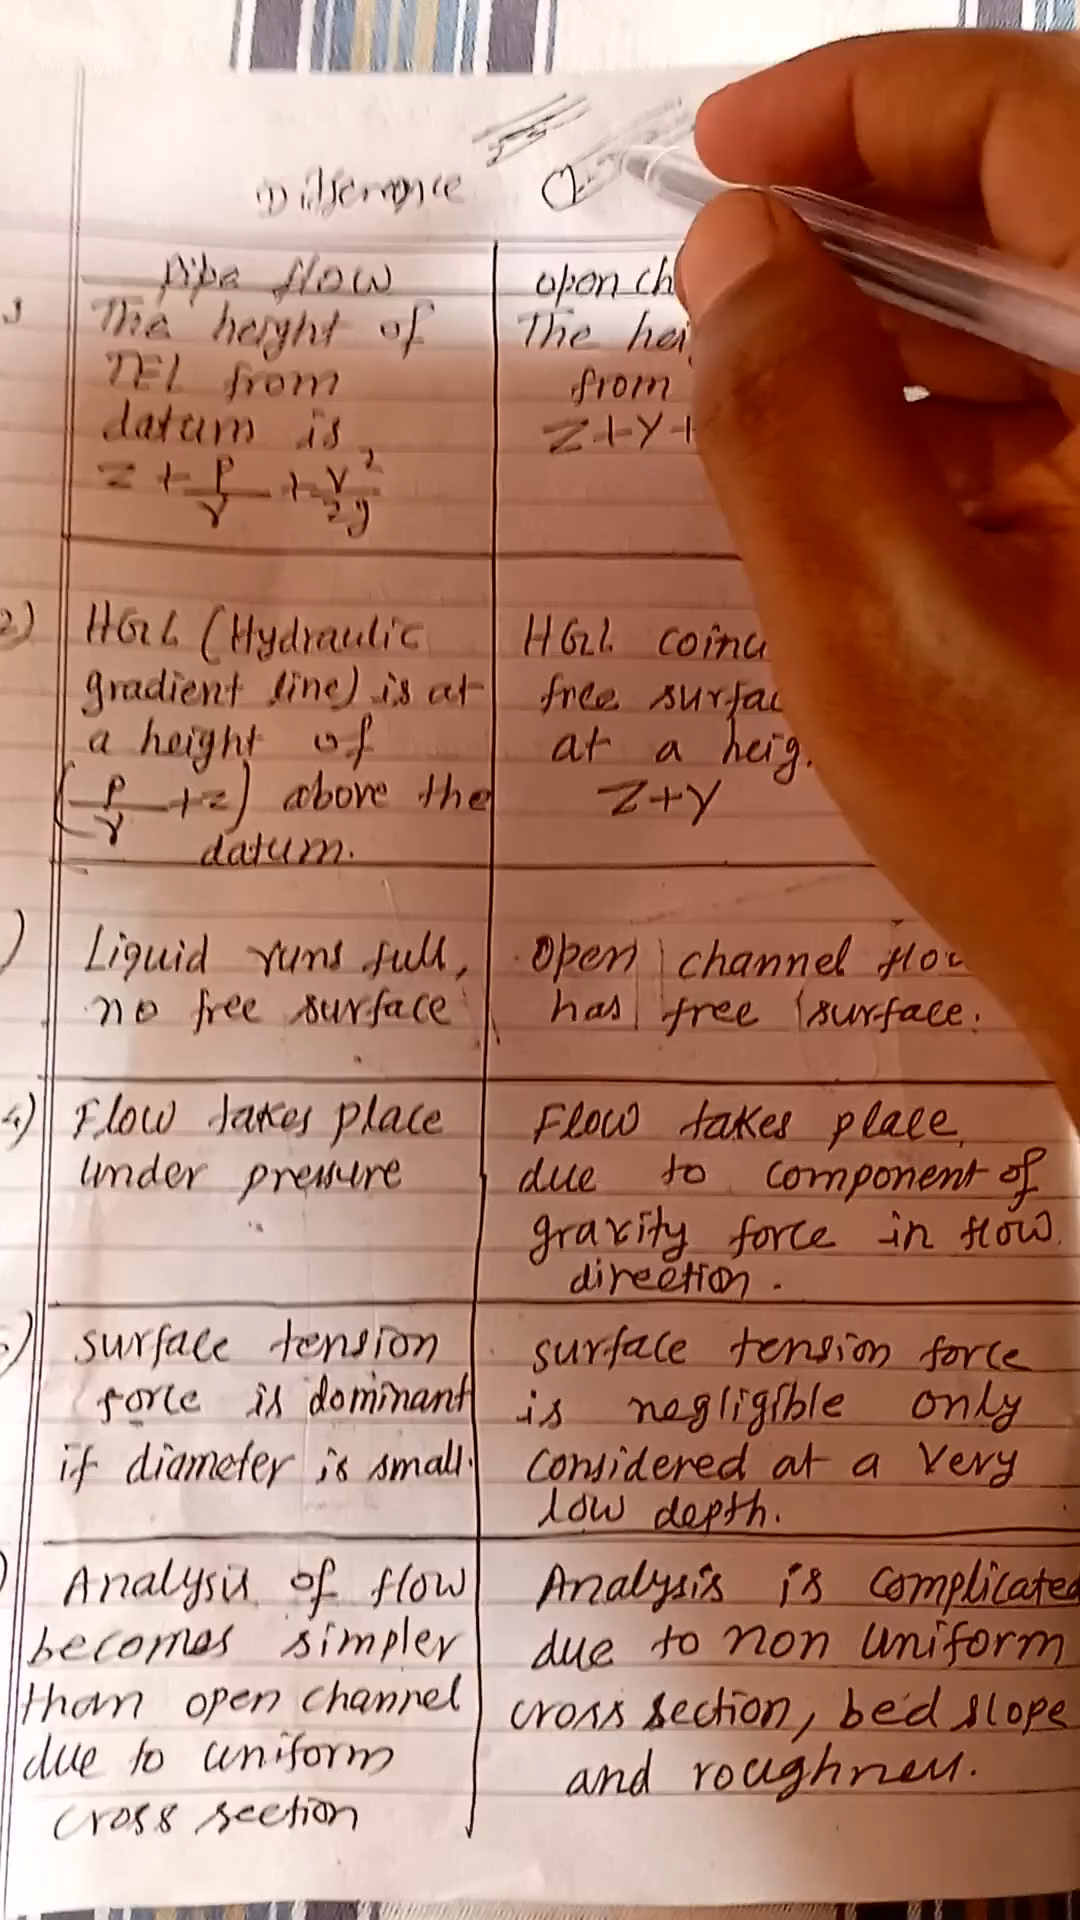 Difference
Pipe flow
The height of
TEL from
datum is
z + P/γ + v²/2g
open ch
The hei
from
Z+Y+
2)
HGL (Hydraulic
gradient line) is at
a height of
(P/γ + z) above the
datum.
HGL coinci
free surfac
at a heig
Z+Y
)
Liquid runs full,
no free surface
Open channel flow
has free surface.
4)
Flow takes place
under pressure
Flow takes place
due to component of
gravity force in flow
direction.
)
surface tension
force is dominant
if diameter is small.
surface tension force
is negligible only
considered at a very
low depth.
)
Analysis of flow
becomes simpler
than open channel
due to uniform
cross section
Analysis is complicated
due to non uniform
cross section, bed slope
and roughness.